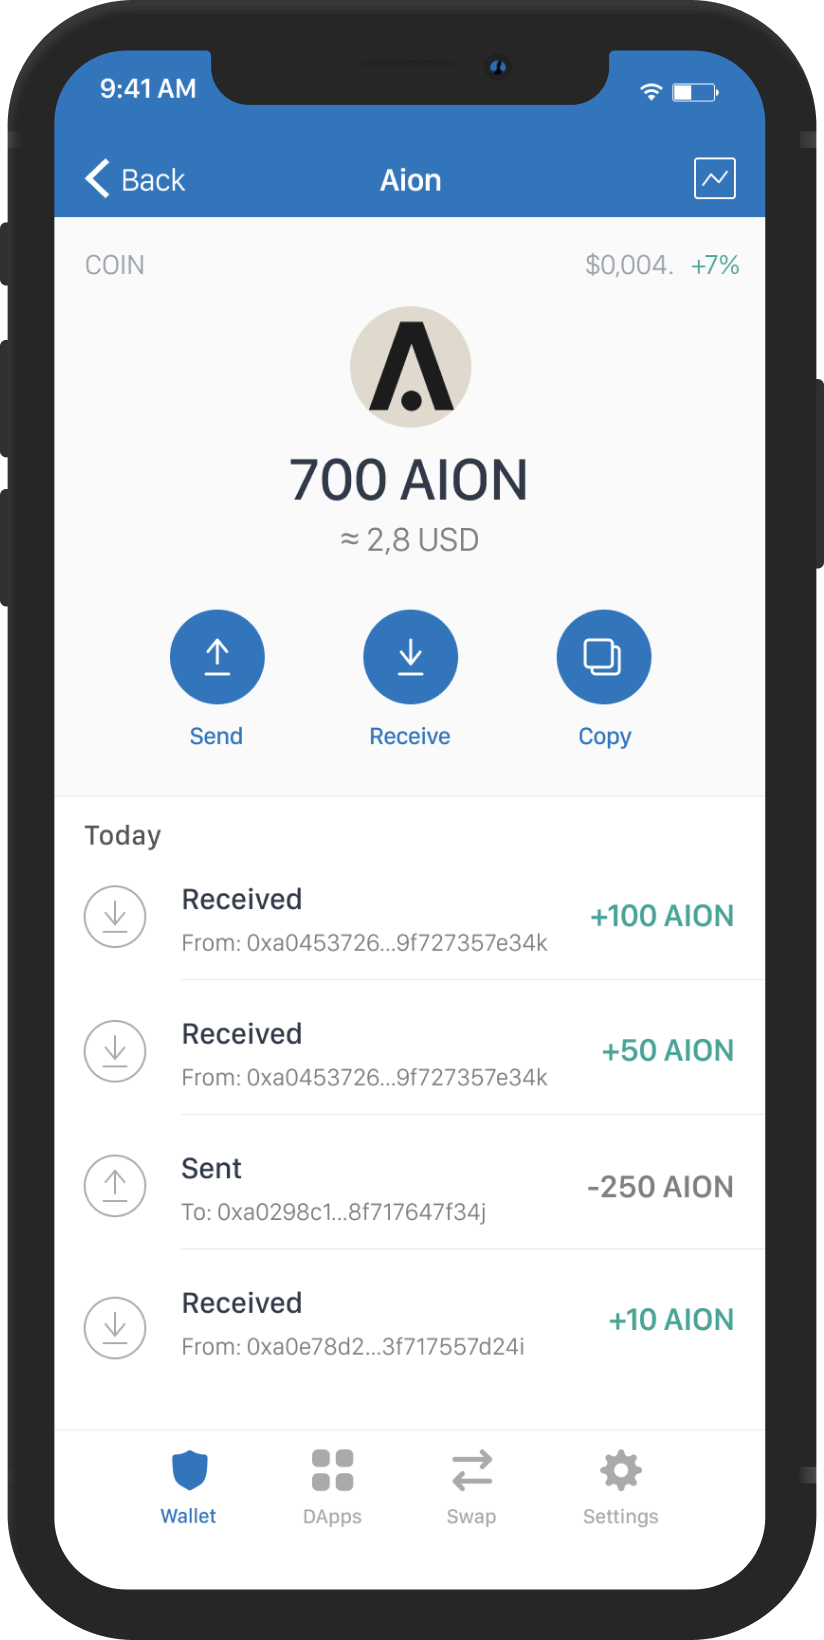 9:41 AM
Back
Aion
COIN
$0,004. +7%
700 AION
≈ 2,8 USD
Send
Receive
Copy
Today
Received
+100 AION
From: 0xa0453726...9f727357e34k
Received
+50 AION
From: 0xa0453726...9f727357e34k
Sent
-250 AION
To: 0xa0298c1...8f717647f34j
Received
+10 AION
From: 0xa0e78d2...3f717557d24i
Wallet
DApps
Swap
Settings